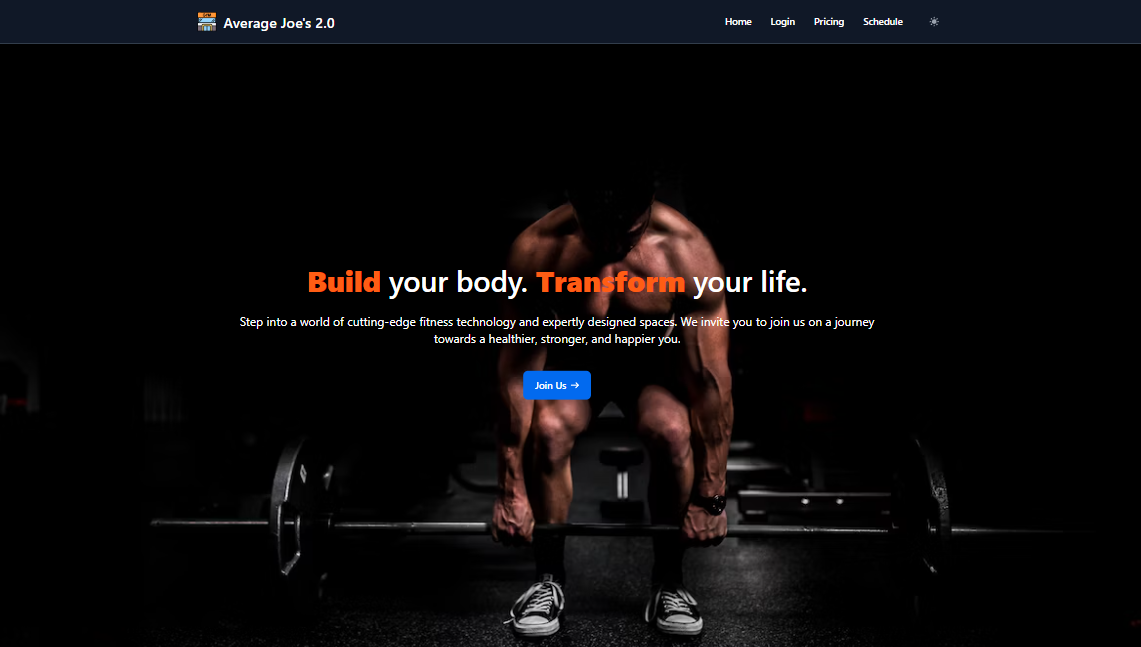 Average Joe's 2.0
Home Login Pricing Schedule
Build your body. Transform your life.
Step into a world of cutting-edge fitness technology and expertly designed spaces. We invite you to join us on a journey
towards a healthier, stronger, and happier you.
Join Us →